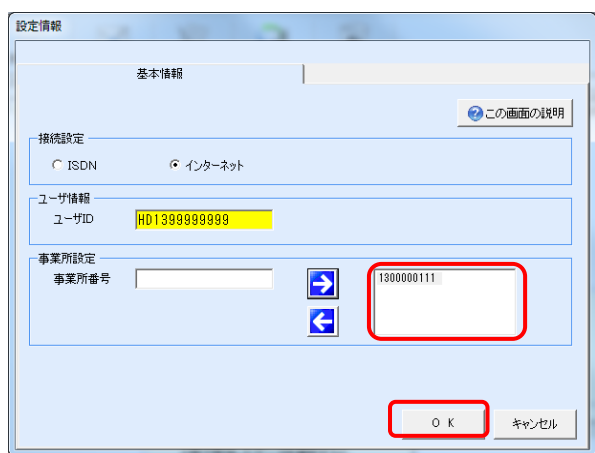 設定情報
基本情報
この画面の説明
接続設定
ISDN インターネット
ユーザ情報
ユーザID HD1399999999
事業所設定
事業所番号 1300000111
OK キャンセル